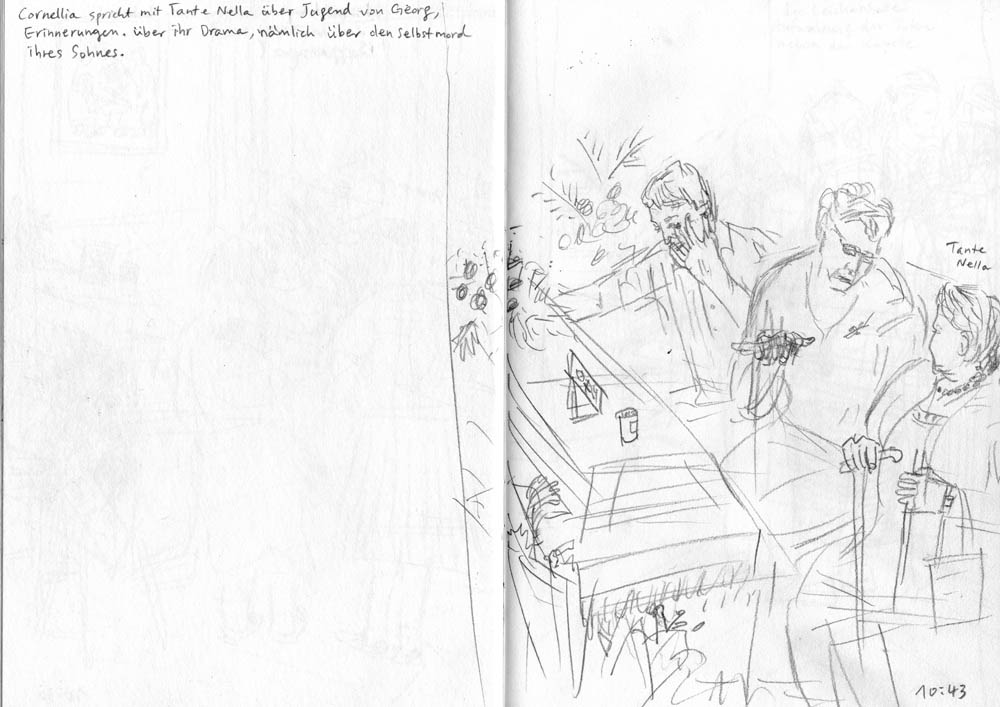 Cornellia spricht mit Tante Nella über Jugend von Georg,
Erinnerungen. über ihr Drama, nämlich über den Selbstmord
ihres Sohnes.
Tante
Nella
10:43